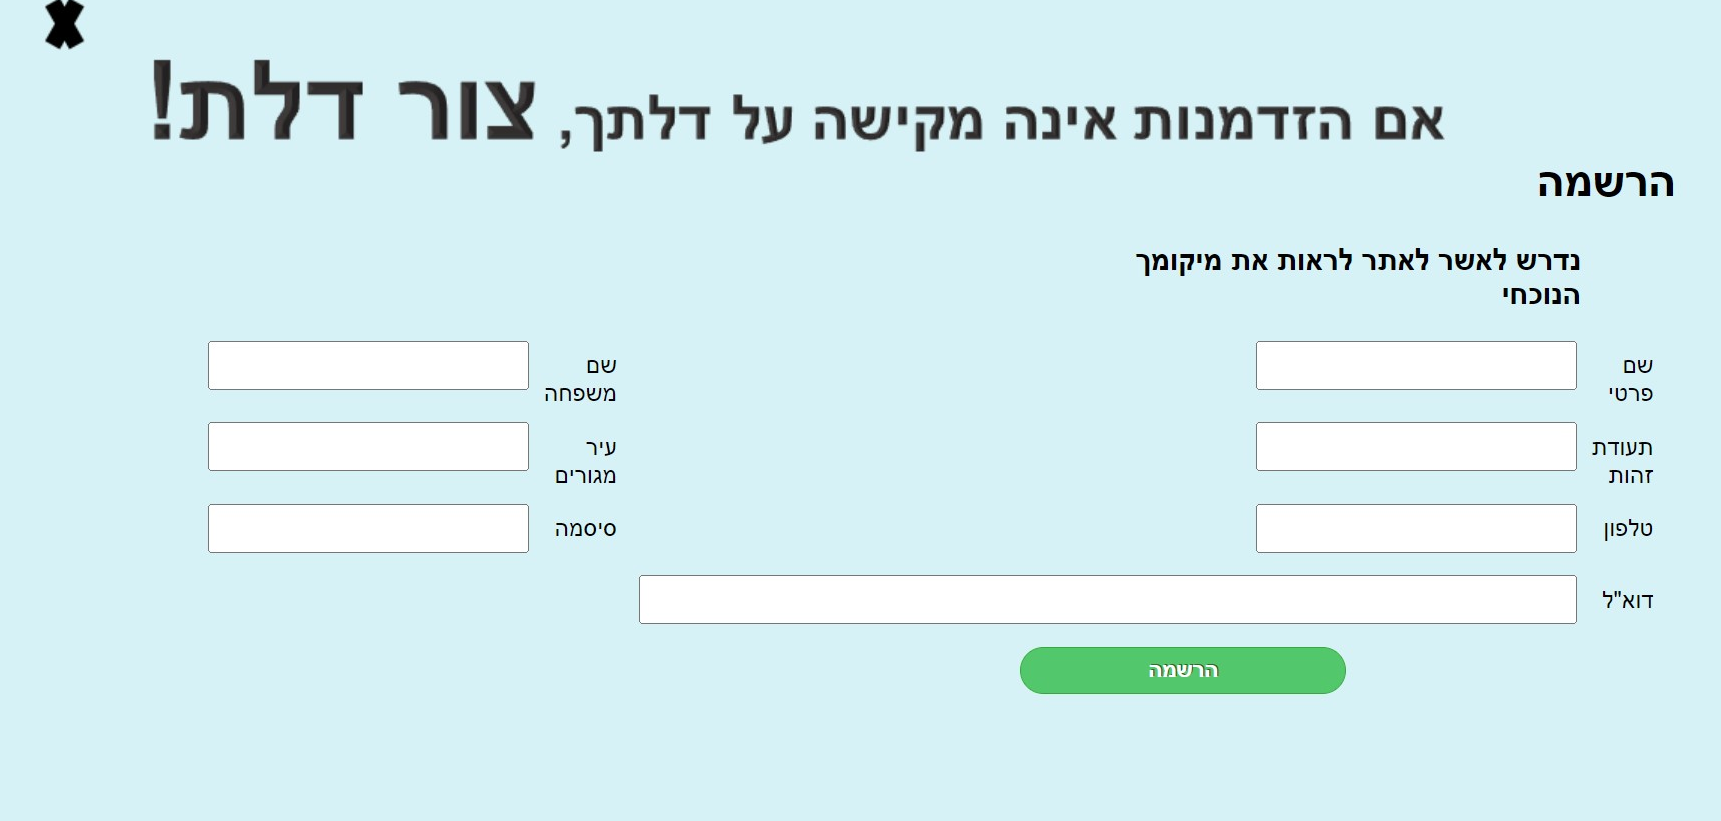 אם הזדמנות אינה מקישה על דלתך, צור דלת!
הרשמה
נדרש לאשר לאתר לראות את מיקומך
הנוכחי
שם
פרטי
שם
משפחה
תעודת
זהות
עיר
מגורים
טלפון
סיסמה
דוא"ל
הרשמה